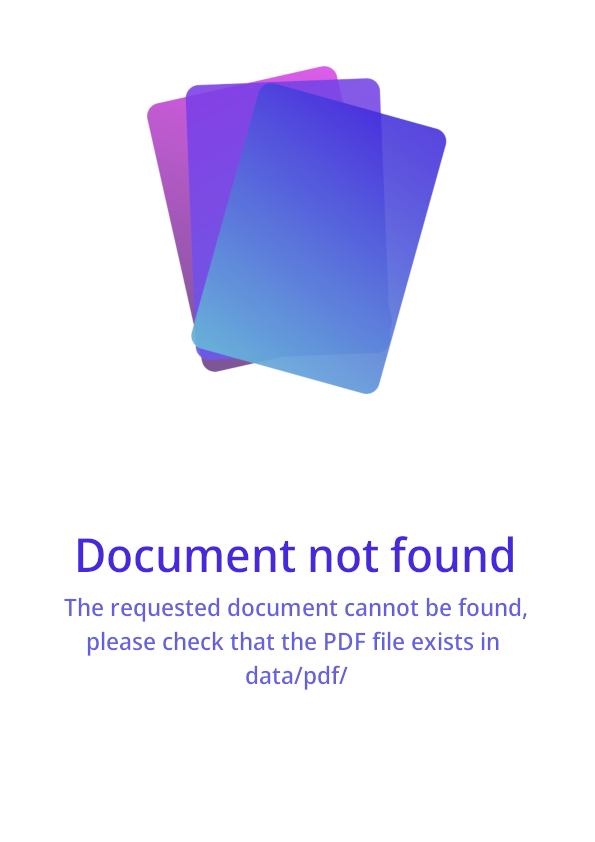 Document not found
The requested document cannot be found,
please check that the PDF file exists in
data/pdf/